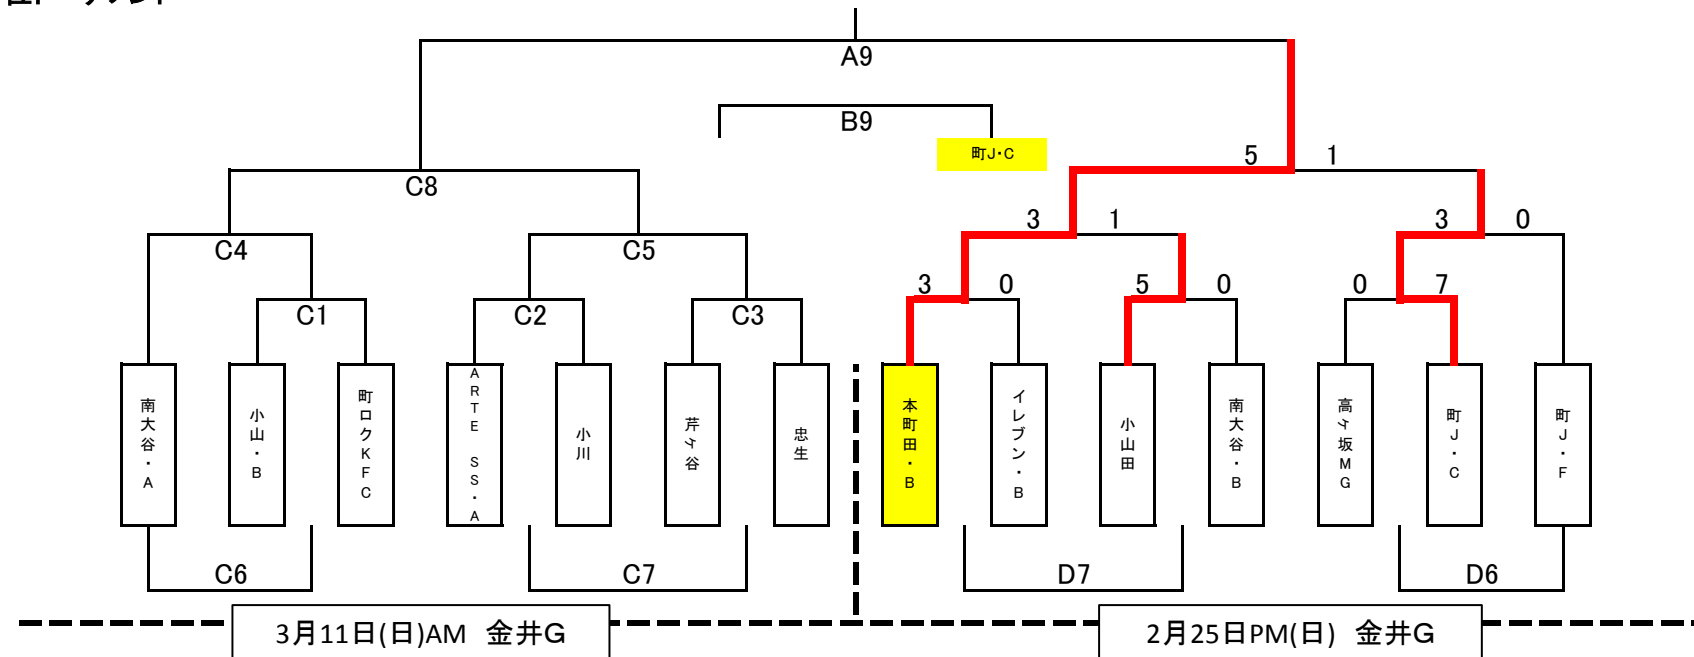 A9
B9
町J・C
5 1
C8
3 1
3 0
C4
C5
3 0
5 0
0 7
C1
C2
C3
南大谷・A
小山・B
町ロクKFC
ARTE SS・A
小川
芹ヶ谷
忠生
本町田・B
イレブン・B
小山田
南大谷・B
高ヶ坂MG
町J・C
町J・F
C6
C7
D7
D6
3月11日(日)AM 金井G
2月25日PM(日) 金井G